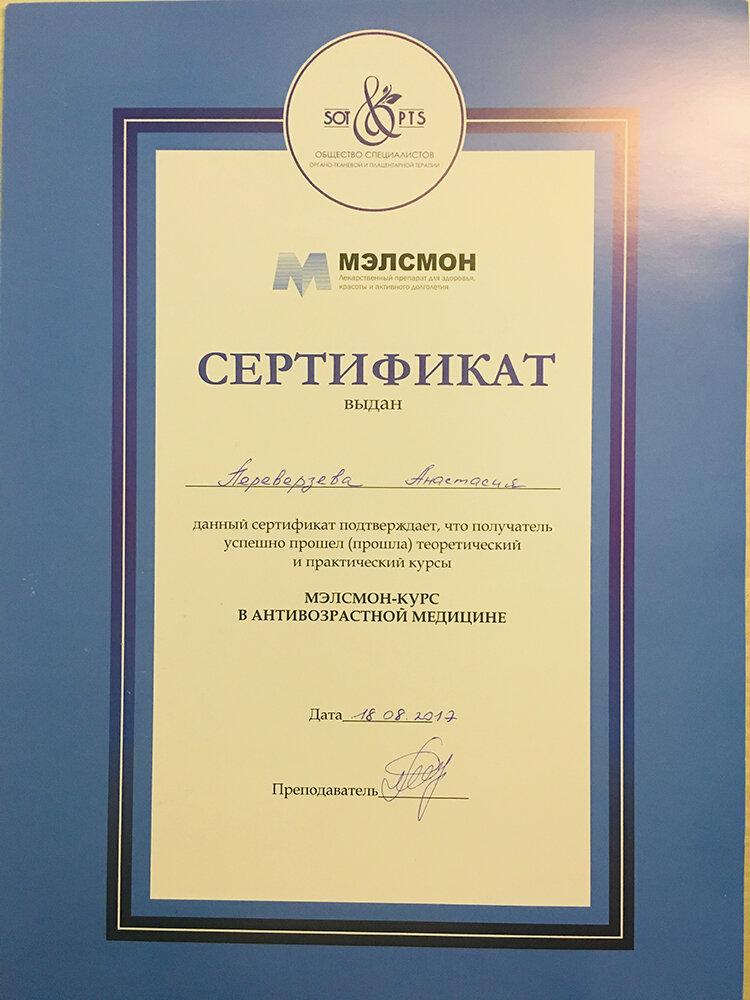 SOT & PTS
ОБЩЕСТВО СПЕЦИАЛИСТОВ
ОРГАНО-ТКАНЕВОЙ И ПЛАЦЕНТАРНОЙ ТЕРАПИИ
МЭЛСМОН
Лекарственный препарат для здоровья,
красоты и активного долголетия
СЕРТИФИКАТ
выдан
Переверзева Анастасия
данный сертификат подтверждает, что получатель
успешно прошел (прошла) теоретический
и практический курсы
МЭЛСМОН-КУРС
В АНТИВОЗРАСТНОЙ МЕДИЦИНЕ
Дата 18 08. 2017
Преподаватель